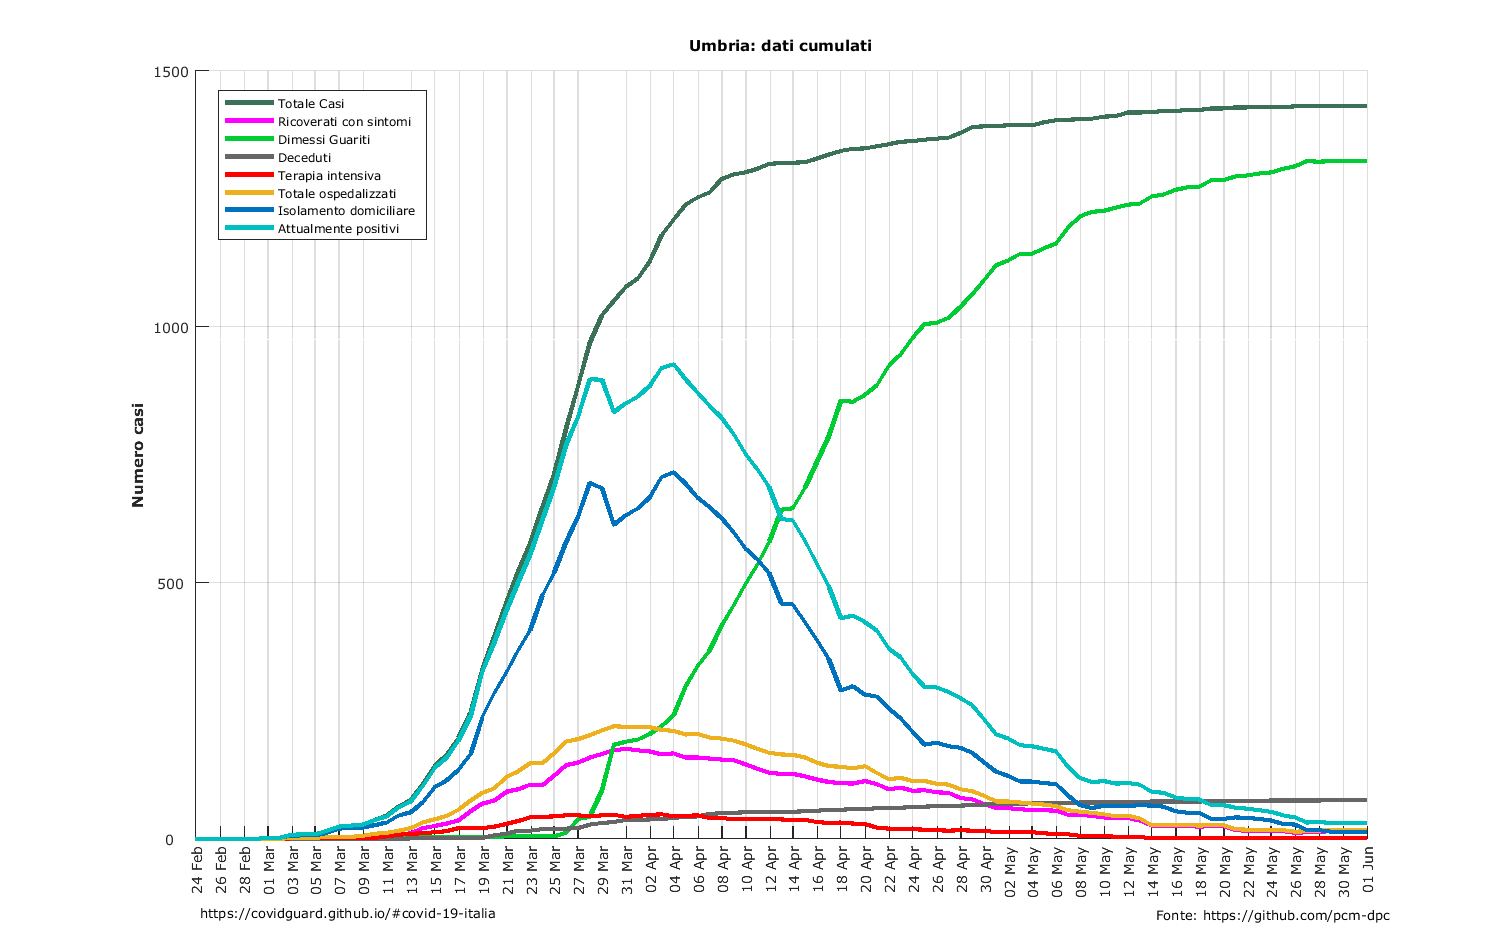 Umbria: dati cumulati
1500
1000
500
0
Numero casi
Totale Casi
Ricoverati con sintomi
Dimessi Guariti
Deceduti
Terapia intensiva
Totale ospedalizzati
Isolamento domiciliare
Attualmente positivi
24 Feb
26 Feb
28 Feb
01 Mar
03 Mar
05 Mar
07 Mar
09 Mar
11 Mar
13 Mar
15 Mar
17 Mar
19 Mar
21 Mar
23 Mar
25 Mar
27 Mar
29 Mar
31 Mar
02 Apr
04 Apr
06 Apr
08 Apr
10 Apr
12 Apr
14 Apr
16 Apr
18 Apr
20 Apr
22 Apr
24 Apr
26 Apr
28 Apr
30 Apr
02 May
04 May
06 May
08 May
10 May
12 May
14 May
16 May
18 May
20 May
22 May
24 May
26 May
28 May
30 May
01 Jun
https://covidguard.github.io/#covid-19-italia
Fonte: https://github.com/pcm-dpc